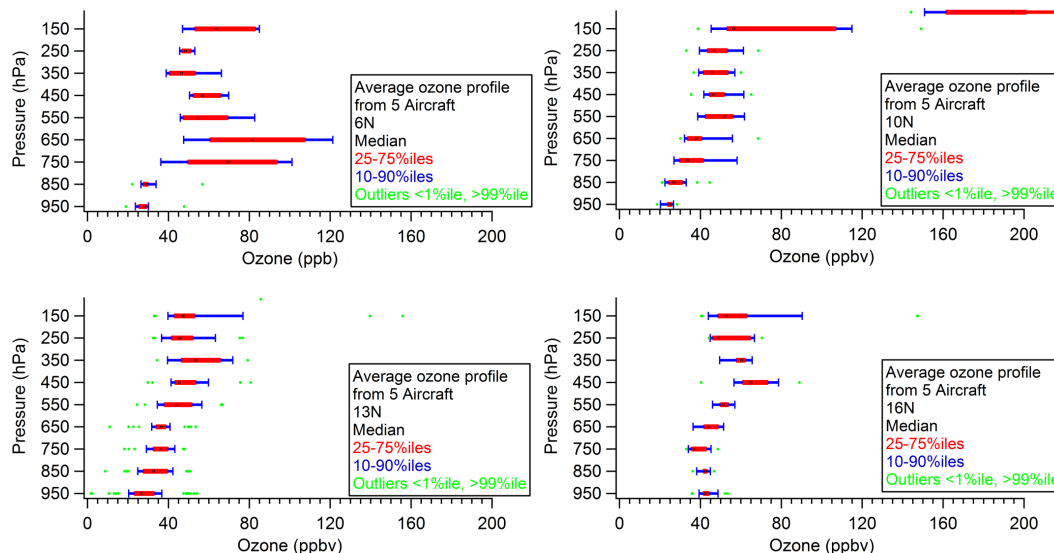 Pressure (hPa)
150
250
350
450
550
650
750
850
950
Average ozone profile
from 5 Aircraft
6N
Median
25-75%iles
10-90%iles
Outliers <1%ile, >99%ile
0 40 80 120 160 200
Ozone (ppb)
Pressure (hPa)
150
250
350
450
550
650
750
850
950
Average ozone profile
from 5 Aircraft
10N
Median
25-75%iles
10-90%iles
Outliers <1%ile, >99%ile
0 40 80 120 160 200
Ozone (ppbv)
Pressure (hPa)
150
250
350
450
550
650
750
850
950
Average ozone profile
from 5 Aircraft
13N
Median
25-75%iles
10-90%iles
Outliers <1%ile, >99%ile
0 40 80 120 160 200
Ozone (ppbv)
Pressure (hPa)
150
250
350
450
550
650
750
850
950
Average ozone profile
from 5 Aircraft
16N
Median
25-75%iles
10-90%iles
Outliers <1%ile, >99%ile
0 40 80 120 160 200
Ozone (ppbv)